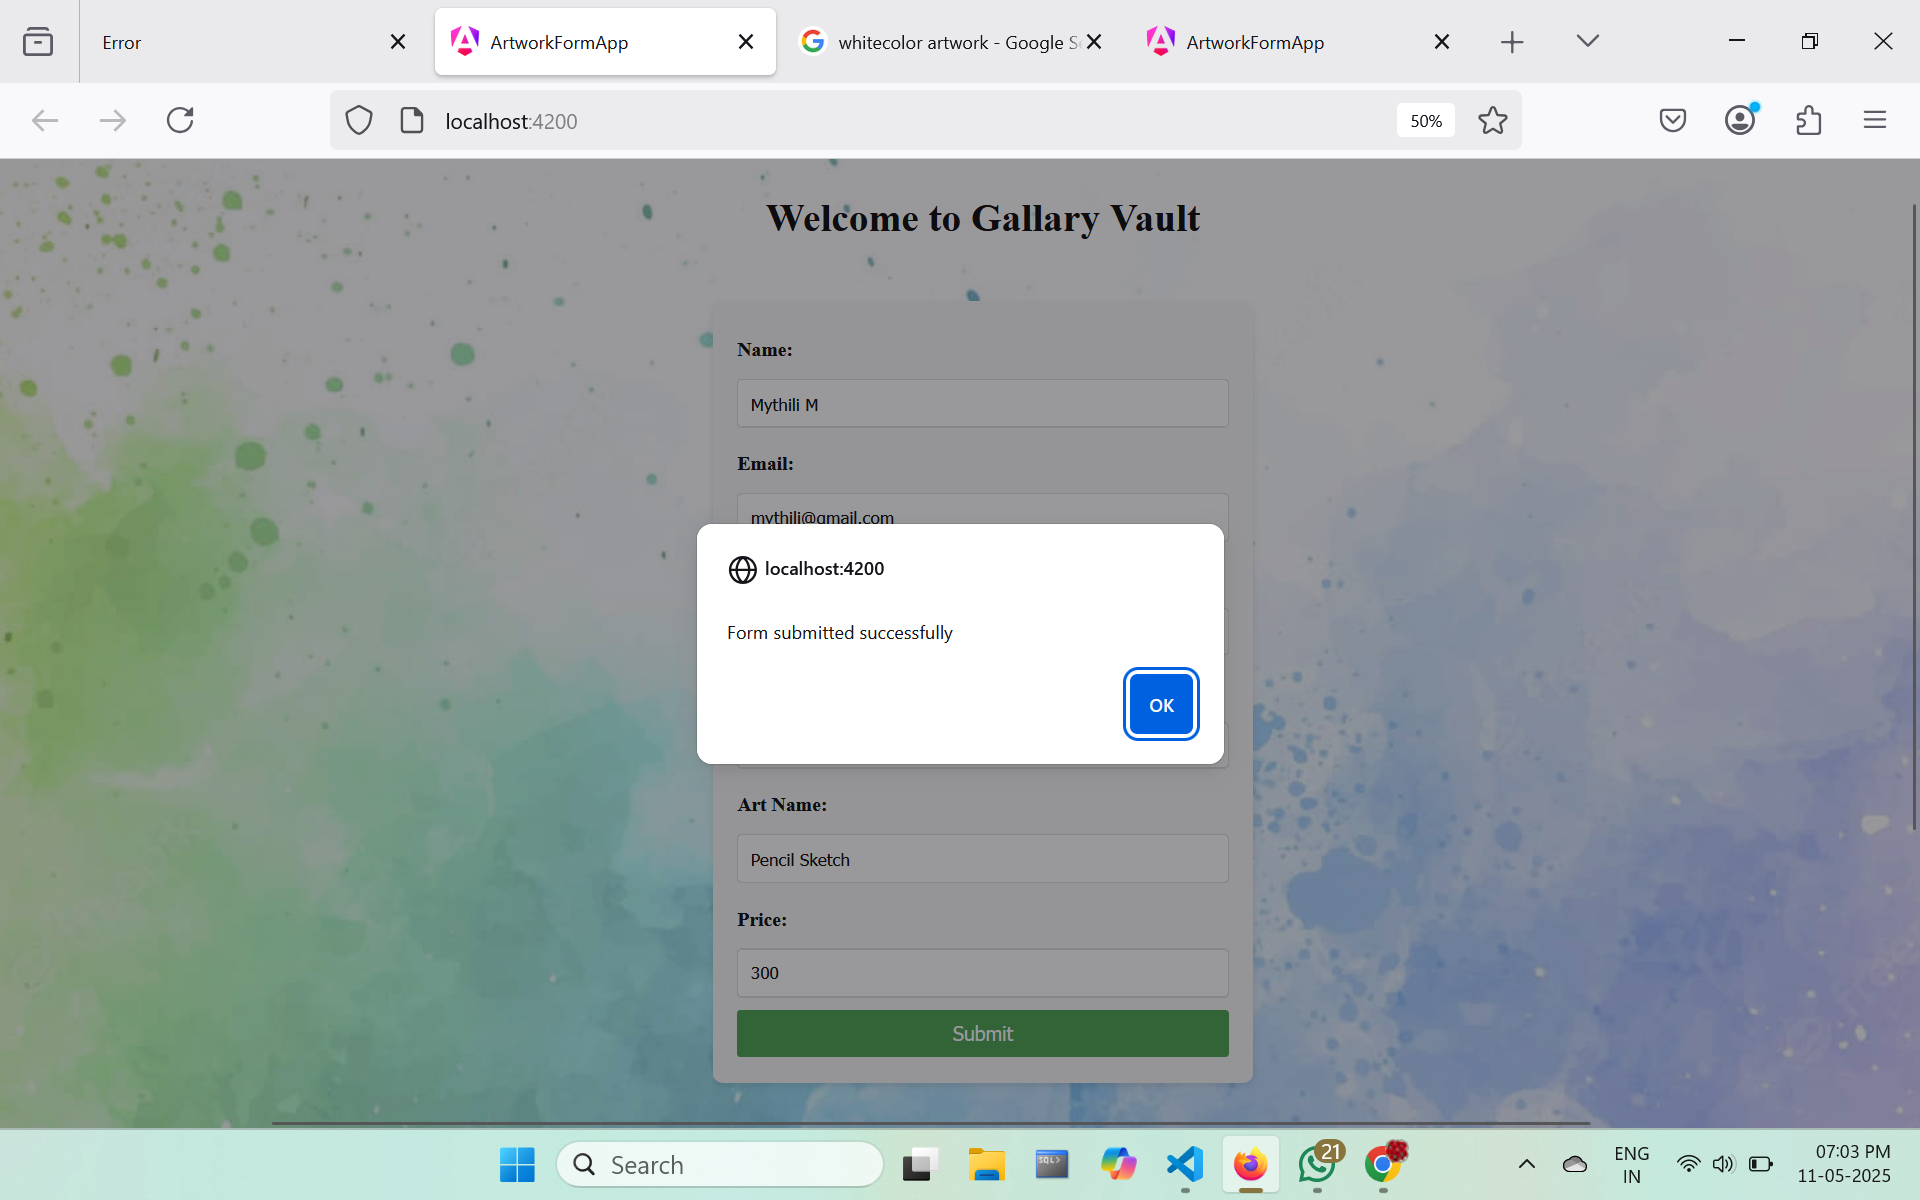 Error
ArtworkFormApp
whitecolor artwork - Google S
ArtworkFormApp
localhost:4200
50%
Welcome to Gallary Vault
Name:
Mythili M
Email:
mythili@gmail.com
localhost:4200
Form submitted successfully
OK
Art Name:
Pencil Sketch
Price:
300
Submit
Search
SQL>
21
ENG
IN
07:03 PM
11-05-2025